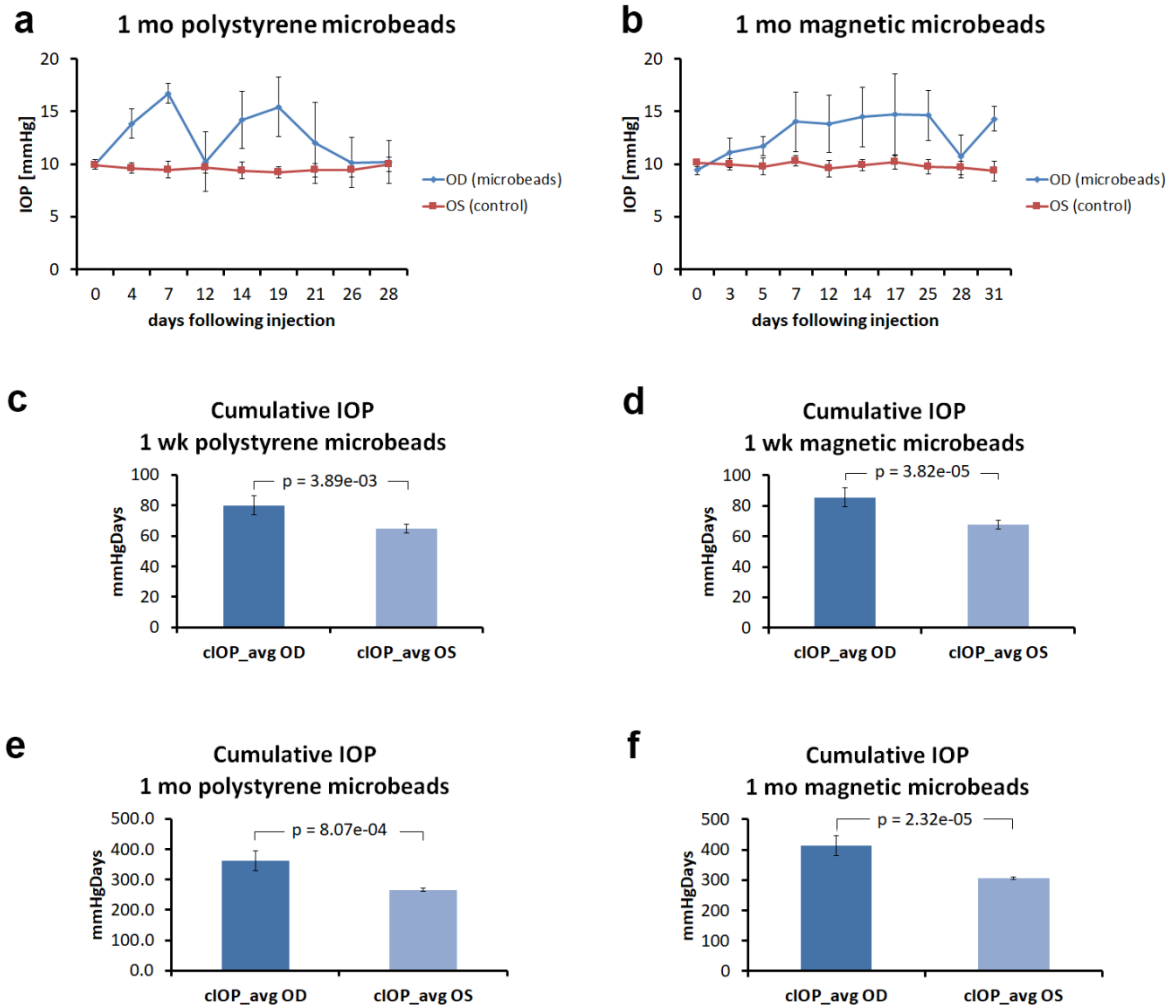 a
1 mo polystyrene microbeads
20
15
10
5
0
IOP [mmHg]
0 4 7 12 14 19 21 26 28
days following injection
OD (microbeads)
OS (control)
b
1 mo magnetic microbeads
20
15
10
5
0
IOP [mmHg]
0 3 5 7 12 14 17 25 28 31
days following injection
OD (microbeads)
OS (control)
c
Cumulative IOP
1 wk polystyrene microbeads
100
80
60
40
20
0
mmHgDays
p = 3.89e-03
cIOP_avg OD cIOP_avg OS
d
Cumulative IOP
1 wk magnetic microbeads
100
80
60
40
20
0
mmHgDays
p = 3.82e-05
cIOP_avg OD cIOP_avg OS
e
Cumulative IOP
1 mo polystyrene microbeads
500.0
400.0
300.0
200.0
100.0
0.0
mmHgDays
p = 8.07e-04
cIOP_avg OD cIOP_avg OS
f
Cumulative IOP
1 mo magnetic microbeads
500
400
300
200
100
0
mmHgDays
p = 2.32e-05
cIOP_avg OD cIOP_avg OS